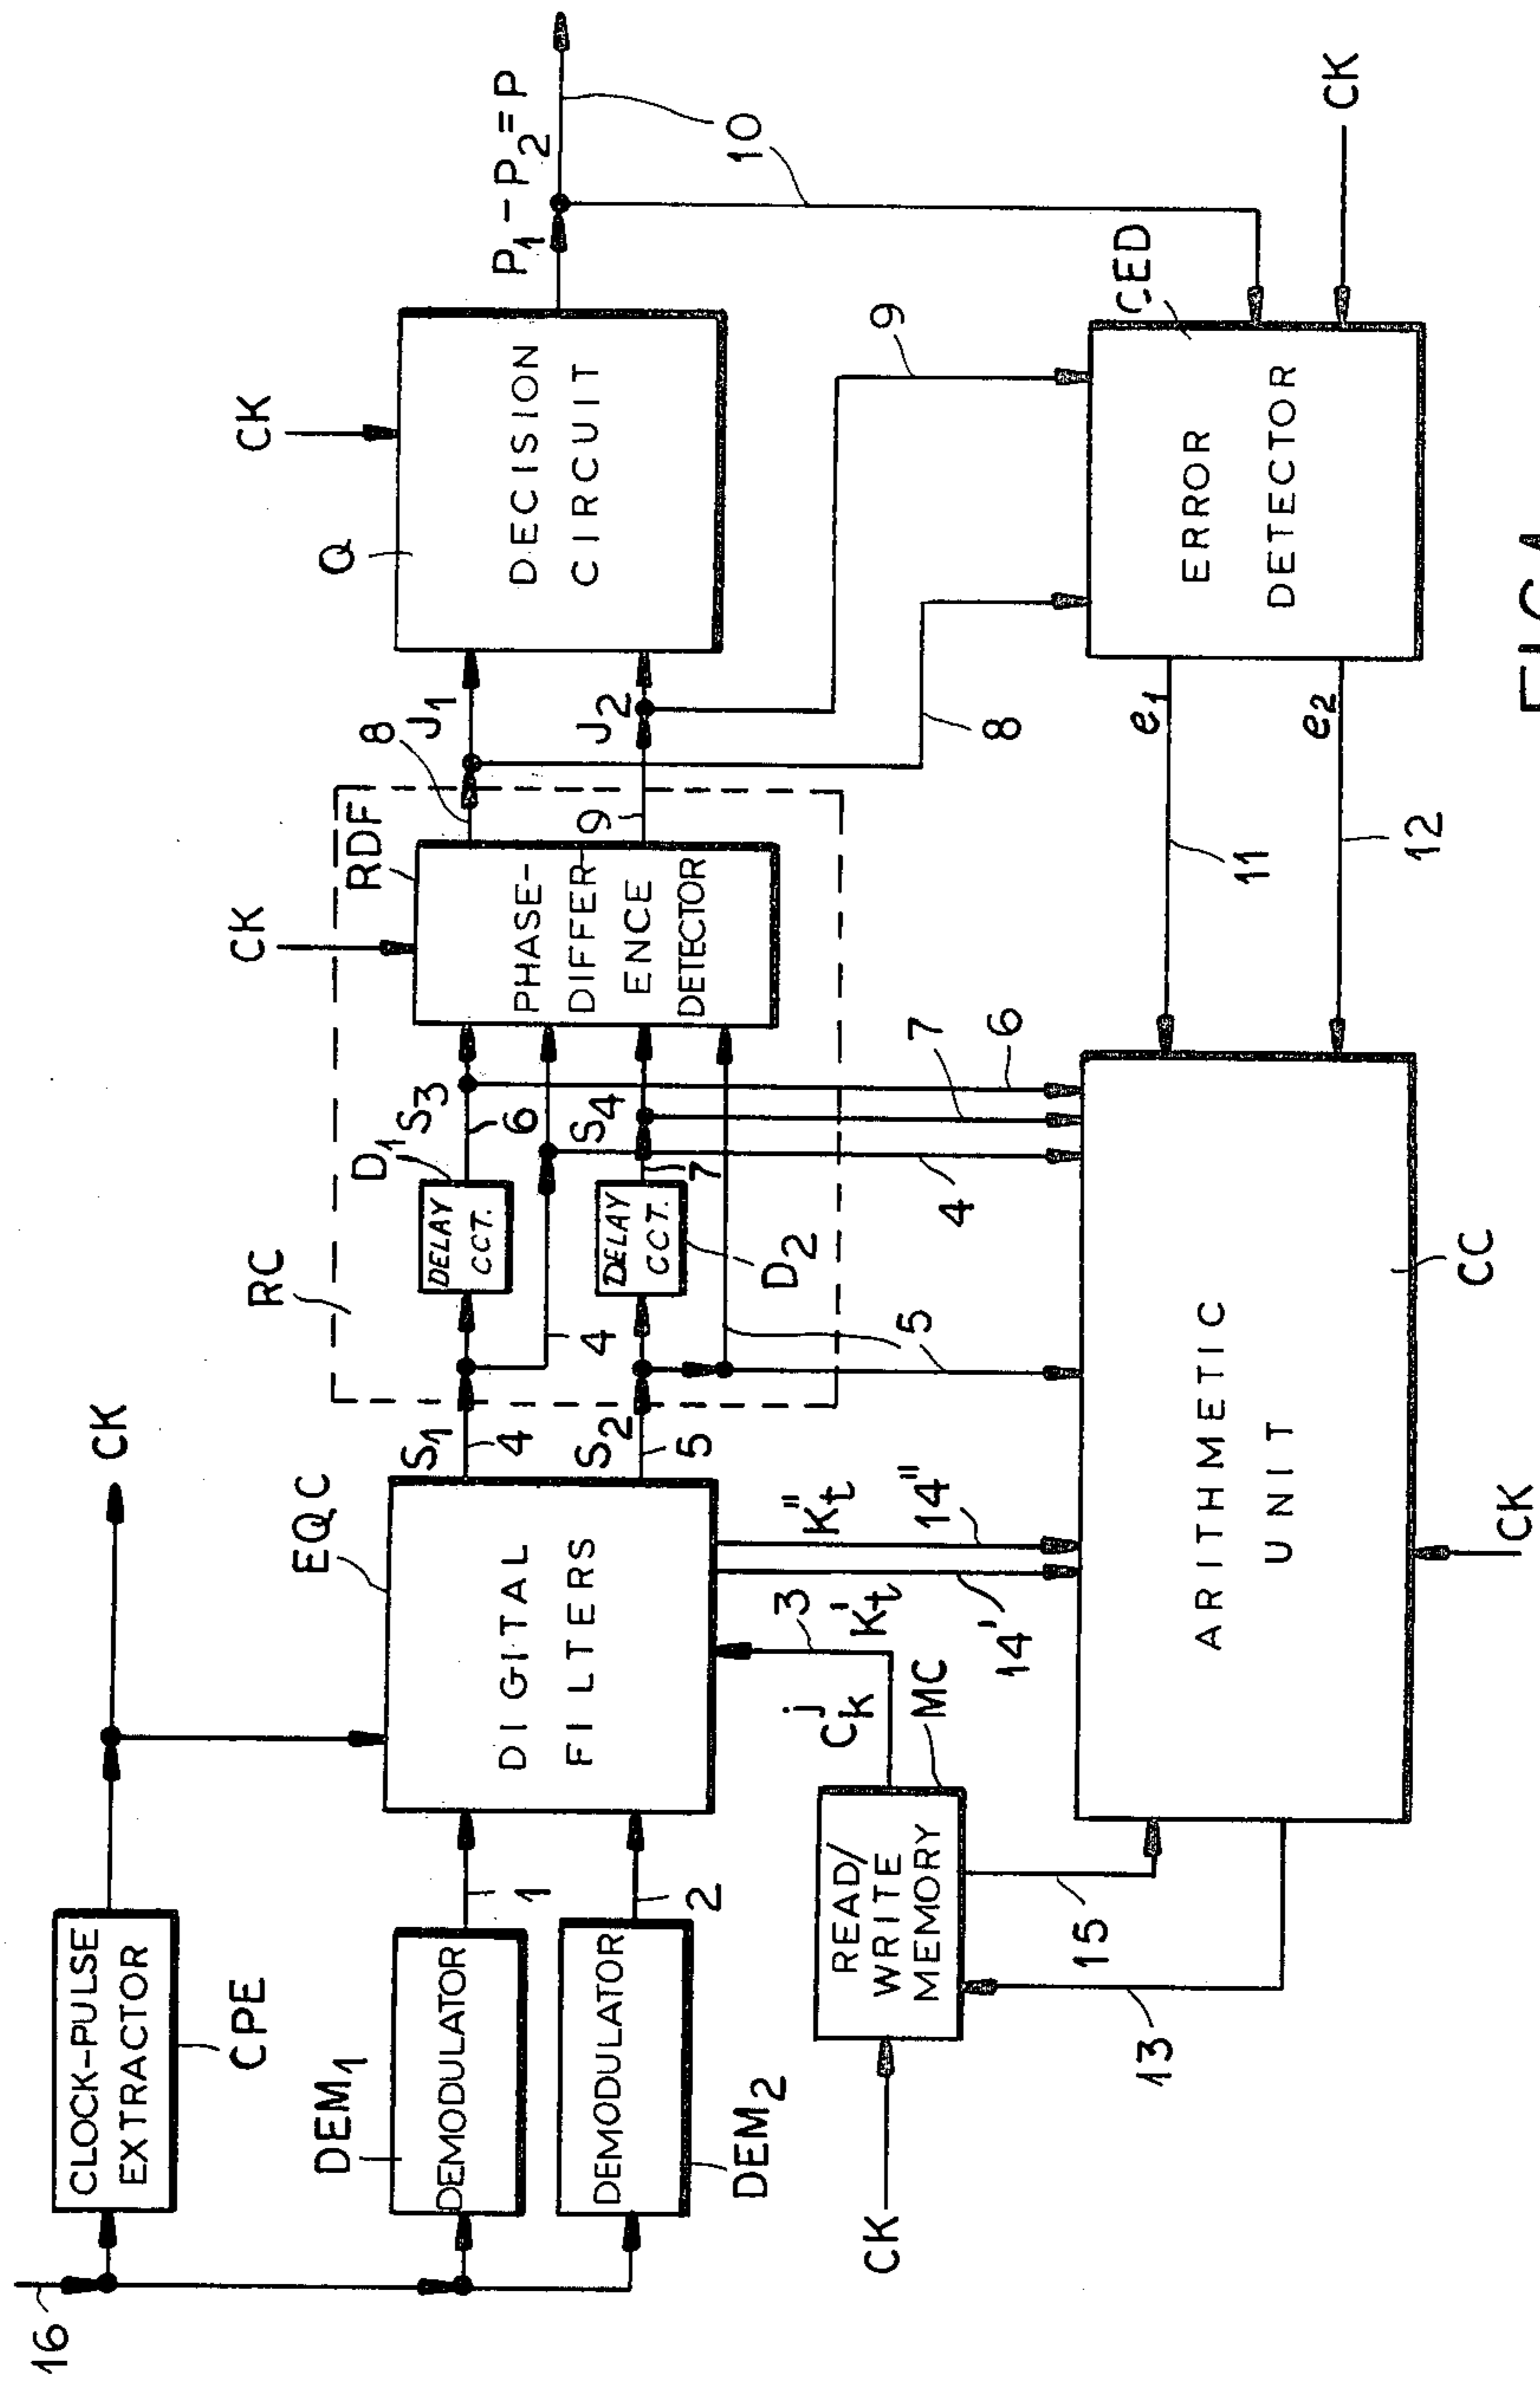 16
CLOCK-PULSE
EXTRACTOR
CPE
CK
DEM1
DEMODULATOR
1
DEMODULATOR
2
DEM2
EQC
DIGITAL
FILTERS
S1
4
S2
5
RC
D1
DELAY
CCT.
S3
6
4
DELAY
CCT.
D2
S4
7
5
CK
RDF
PHASE-
DIFFER-
ENCE
DETECTOR
8
J1
9
J2
CK
Q
DECISION
CIRCUIT
P1 - P2 = P
10
9
8
CK
READ/
WRITE
MEMORY
MC
C_k^j
3
K't
14'
K"t
14"
4
7
6
15
13
ARITHMETIC
UNIT
CC
CK
e1
11
e2
12
ERROR
DETECTOR
CED
CK